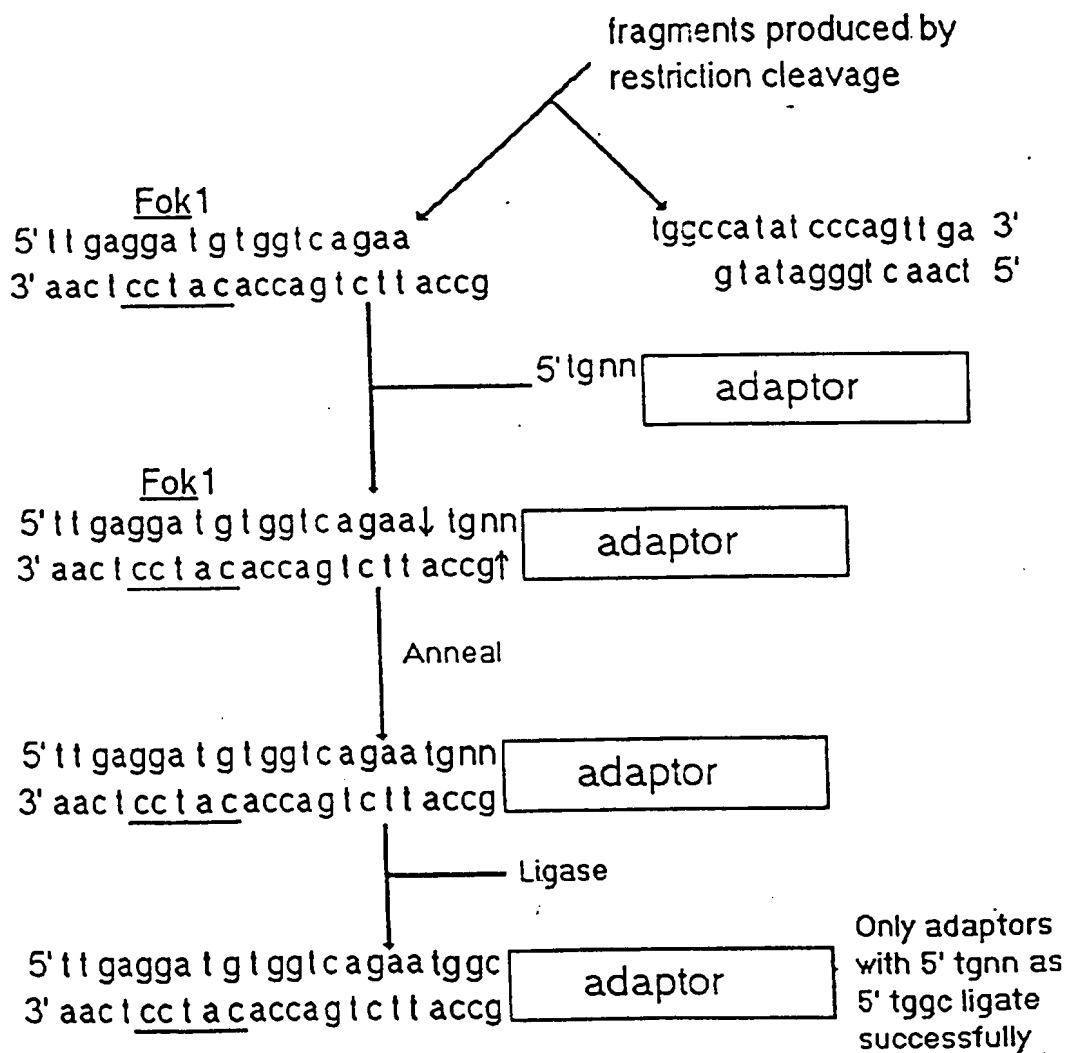 fragments produced by
restriction cleavage
Fok1
5' ttgaggatgtggtcagaa
3' aactcctacaccagtcttaccg
tgcccatatcccagttga 3'
gtatagggtcaact 5'
5' tgnn
adaptor
Fok1
5' ttgaggatgtggtcagaa↓ tgnn
3' aactcctacaccagtcttaccg↑
adaptor
Anneal
5' ttgaggatgtggtcagaatgnn
3' aactcctacaccagtcttaccg
adaptor
Ligase
5' ttgaggatgtggtcagaatggc
3' aactcctacaccagtcttaccg
adaptor
Only adaptors
with 5' tgnn as
5' tggc ligate
successfully